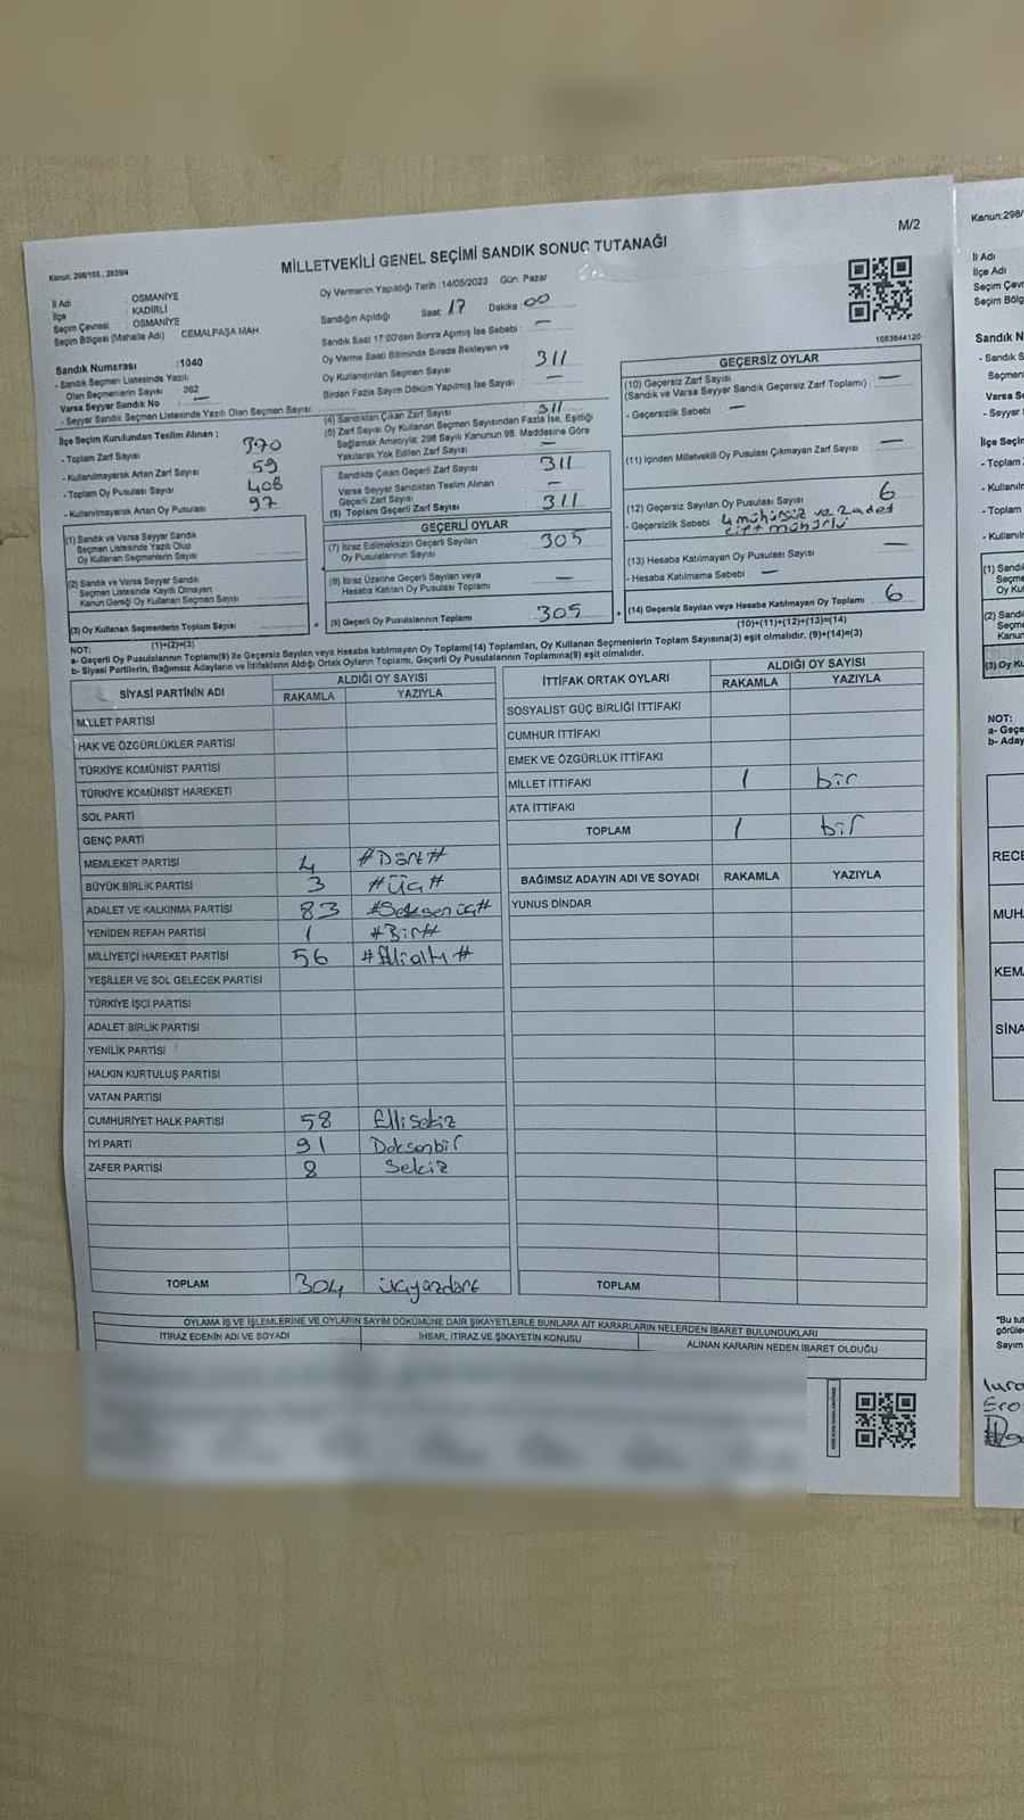 M/2
Kanun:298/
MİLLETVEKİLİ GENEL SEÇİMİ SANDIK SONUÇ TUTANAĞI
İl Adı OSMANİYE
İlçe KADİRLİ
Seçim Çevresi OSMANİYE
Seçim Bölgesi (Mahalle Adı) CEMALPAŞA MAH.
Sandık Numarası :1040
- Sandık Seçmen Listesinde Yazılı
Olan Seçmenlerin Sayısı
Varsa Seyyar Sandık No —
- Seyyar Sandık Seçmen Listesinde Yazılı Olan Seçmen Sayısı
İlçe Seçim Kurulundan Teslim Alınan :
- Toplam Zarf Sayısı 370
- Kullanılmayarak Artan Zarf Sayısı 59
- Toplam Oy Pusulası Sayısı 408
- Kullanılmayarak Artan Oy Pusulası 97
(1) Sandık ve Varsa Seyyar Sandık
Seçmen Listesinde Yazılı Olup
Oy Kullanan Seçmenlerin Sayısı
(2) Sandık ve Varsa Seyyar Sandık
Seçmen Listesinde Kaydı Olmayan
Kanun Gereği Oy Kullanan Seçmen Sayısı
(3) Oy Kullanan Seçmenlerin Toplam Sayısı
(1)+(2)=(3)
Oy Vermenin Yapıldığı Tarih :14/05/2023 Gün: Pazar
Sandığın Açıldığı Saat: 17 Dakika 00
Sandık Saat 17:00'den Sonra Açılmış İse Sebebi : —
Oy Verme Saati Bitiminde Sırada Bekleyen ve
Oy Kullandırılan Seçmen Sayısı 311
Birden Fazla Sayım Döküm Yapılmış İse Sayısı —
(4) Sandıktan Çıkan Zarf Sayısı 311
(5) Zarf Sayısı Oy Kullanan Seçmen Sayısından Fazla İse, Eşitliği
Sağlamak Amacıyla; 298 Sayılı Kanunun 98. Maddesine Göre
Yakılarak Yok Edilen Zarf Sayısı —
Sandıkta Çıkan Geçerli Zarf Sayısı 311
Varsa Seyyar Sandıktan Teslim Alınan
Geçerli Zarf Sayısı —
Toplam Geçerli Zarf Sayısı 311
GEÇERLİ OYLAR
(7) İtiraz Edilmeksizin Geçerli Sayılan
Oy Pusulalarının Sayısı 305
(8) İtiraz Üzerine Geçerli Sayılan veya
Hesaba Katılan Oy Pusulası Toplamı —
(9) Geçerli Oy Pusulalarının Toplamı 305
1083844120
GEÇERSİZ OYLAR
(10) Geçersiz Zarf Sayısı
(Sandık ve Varsa Seyyar Sandık Geçersiz Zarf Toplamı) —
- Geçersizlik Sebebi —
(11) İçinden Milletvekili Oy Pusulası Çıkmayan Zarf Sayısı —
(12) Geçersiz Sayılan Oy Pusulası Sayısı 6
- Geçersizlik Sebebi 4 mühürsüz ve 2 adet
çift mühürlü
(13) Hesaba Katılmayan Oy Pusulası Sayısı —
- Hesaba Katılmama Sebebi —
(14) Geçersiz Sayılan veya Hesaba Katılmayan Oy Toplamı 6
(10)+(11)+(12)+(13)=(14)
NOT:
a- Geçerli Oy Pusulalarının Toplamı(9) ile Geçersiz Sayılan veya Hesaba katılmayan Oy Toplamı(14) Toplamları, Oy Kullanan Seçmenlerin Toplam Sayısına(3) eşit olmalıdır. (9)+(14)=(3)
b- Siyasi Partilerin, Bağımsız Adayların ve İttifakların Aldığı Ortak Oyların Toplamı, Geçerli Oy Pusulalarının Toplamına(9) eşit olmalıdır.
SİYASİ PARTİNİN ADI ALDIĞI OY SAYISI
RAKAMLA YAZIYLA
MİLLET PARTİSİ
HAK VE ÖZGÜRLÜKLER PARTİSİ
TÜRKİYE KOMÜNİST PARTİSİ
TÜRKİYE KOMÜNİST HAREKETİ
SOL PARTİ
GENÇ PARTİ
MEMLEKET PARTİSİ 4 #Dört#
BÜYÜK BİRLİK PARTİSİ 3 #Üç#
ADALET VE KALKINMA PARTİSİ 83 #Seksenüç#
YENİDEN REFAH PARTİSİ 1 #Bir#
MİLLİYETÇİ HAREKET PARTİSİ 56 #Ellialtı#
YEŞİLLER VE SOL GELECEK PARTİSİ
TÜRKİYE İŞÇİ PARTİSİ
ADALET BİRLİK PARTİSİ
YENİLİK PARTİSİ
HALKIN KURTULUŞ PARTİSİ
VATAN PARTİSİ
CUMHURİYET HALK PARTİSİ 58 Ellisekiz
İYİ PARTİ 91 Doksanbir
ZAFER PARTİSİ 8 Sekiz
TOPLAM 304 üçyüzdört
İTTİFAK ORTAK OYLARI ALDIĞI OY SAYISI
RAKAMLA YAZIYLA
SOSYALİST GÜÇ BİRLİĞİ İTTİFAKI
CUMHUR İTTİFAKI
EMEK VE ÖZGÜRLÜK İTTİFAKI
MİLLET İTTİFAKI 1 bir
ATA İTTİFAKI
TOPLAM 1 bir
BAĞIMSIZ ADAYIN ADI VE SOYADI RAKAMLA YAZIYLA
YUNUS DİNDAR
TOPLAM
OYLAMA İŞ VE İŞLEMLERİNE VE OYLARIN SAYIM DÖKÜMÜNE DAİR ŞİKAYETLERLE BUNLARA AİT KARARLARIN NELERDEN İBARET BULUNDUKLARI
İTİRAZ EDENİN ADI VE SOYADI İHBAR, İTİRAZ VE ŞİKAYETİN KONUSU ALINAN KARARIN NEDEN İBARET OLDUĞU
İl Adı
İlçe Adı
Seçim Çevr
Seçim Bölg
Sandık N
- Sandık S
Seçmen
Varsa S
- Seyyar
İlçe Seçi
- Toplam
- Kullanılm
- Toplam
- Kullanılm
(1) Sandı
Seçme
Oy Ku
(2) Sandı
Seçme
Kanun
(3) Oy Ku
NOT:
a- Geçe
b- Aday
RECE
MUH
KEM
SİNA
*Bu tut
görüle
Sayım